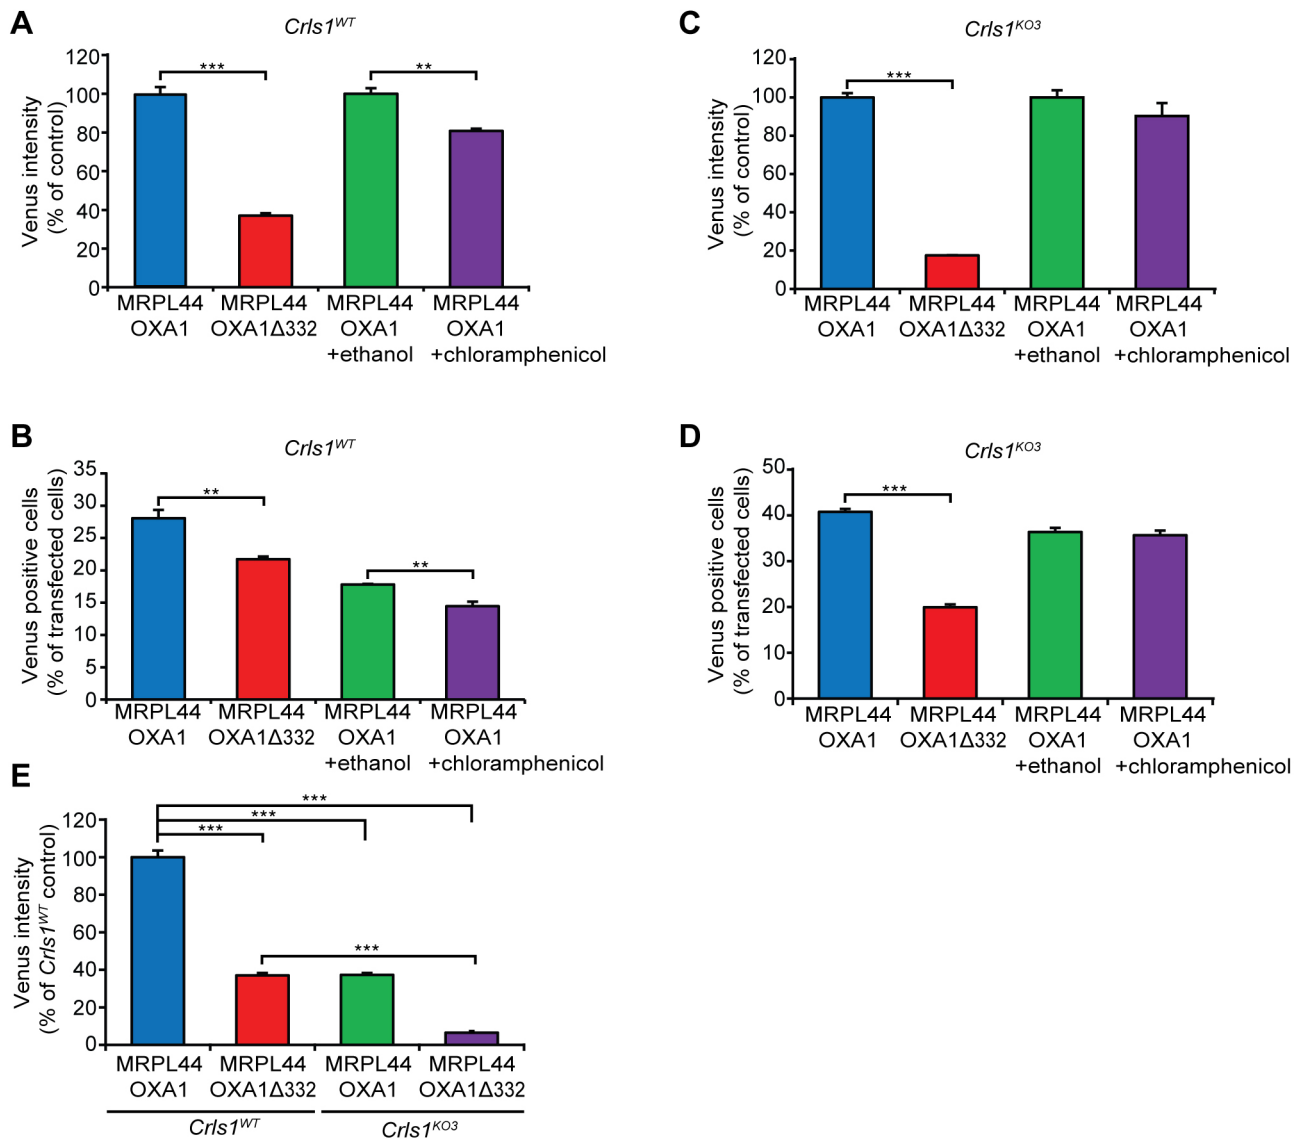 A
Crls1WT
Venus intensity
(% of control)
120
100
80
60
40
20
0
***
**
MRPL44 MRPL44 MRPL44 MRPL44
OXA1 OXA1Δ332 OXA1 OXA1
+ethanol +chloramphenicol
C
Crls1KO3
Venus intensity
(% of control)
120
100
80
60
40
20
0
***
MRPL44 MRPL44 MRPL44 MRPL44
OXA1 OXA1Δ332 OXA1 OXA1
+ethanol +chloramphenicol
B
Crls1WT
Venus positive cells
(% of transfected cells)
35
30
25
20
15
10
5
0
**
**
MRPL44 MRPL44 MRPL44 MRPL44
OXA1 OXA1Δ332 OXA1 OXA1
+ethanol +chloramphenicol
D
Crls1KO3
Venus positive cells
(% of transfected cells)
50
40
30
20
10
0
***
MRPL44 MRPL44 MRPL44 MRPL44
OXA1 OXA1Δ332 OXA1 OXA1
+ethanol +chloramphenicol
E
Venus intensity
(% of Crls1WT control)
120
100
80
60
40
20
0
***
***
***
***
MRPL44 MRPL44 MRPL44 MRPL44
OXA1 OXA1Δ332 OXA1 OXA1Δ332
Crls1WT Crls1KO3